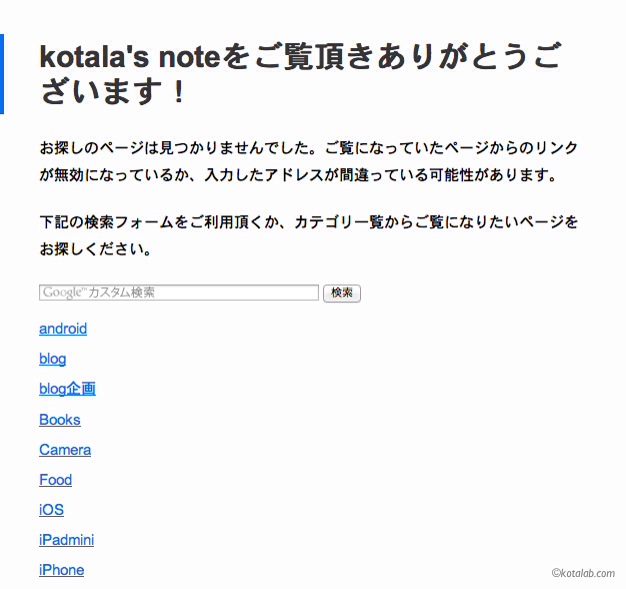 kotala's noteをご覧頂きありがとうご
ざいます！
お探しのページは見つかりませんでした。ご覧になっていたページからのリンク
が無効になっているか、入力したアドレスが間違っている可能性があります。
下記の検索フォームをご利用頂くか、カテゴリ一覧からご覧になりたいページを
お探しください。
Google™ カスタム検索 検索
android
blog
blog企画
Books
Camera
Food
iOS
iPadmini
iPhone
©kotalab.com